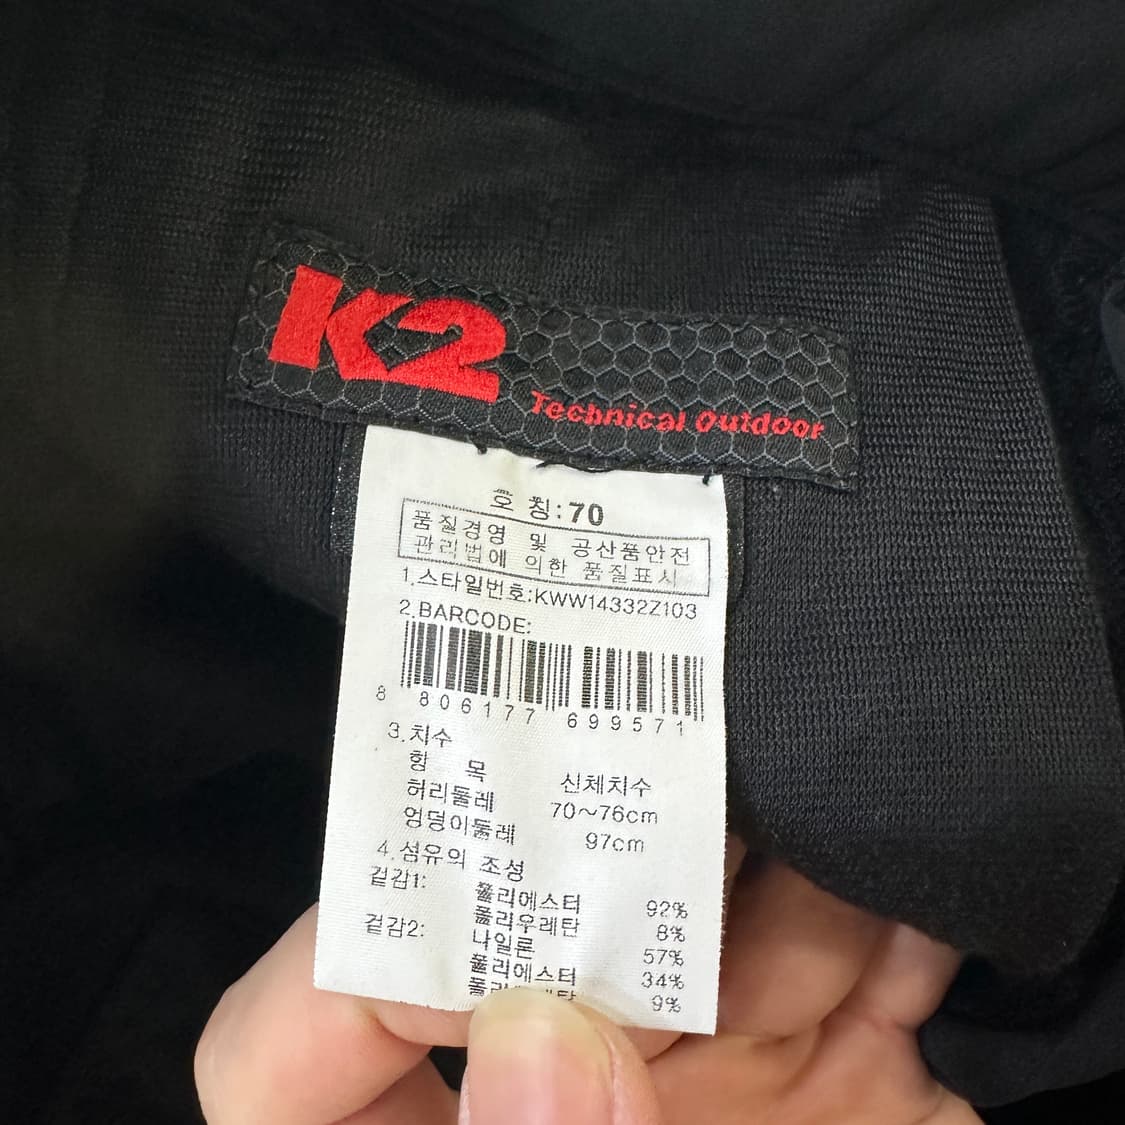 K2
Technical Outdoor
호 칭:70
품질경영 및 공산품안전
관리법에 의한 품질표시
1.스타일번호:KWW14332Z103
2.BARCODE:
8 806177 699571
3.치수
항 목 신체치수
허리둘레 70~76cm
엉덩이둘레 97cm
4.섬유의 조성
겉감1: 폴리에스터 92%
폴리우레탄 8%
겉감2: 나일론 57%
폴리에스터 34%
9%